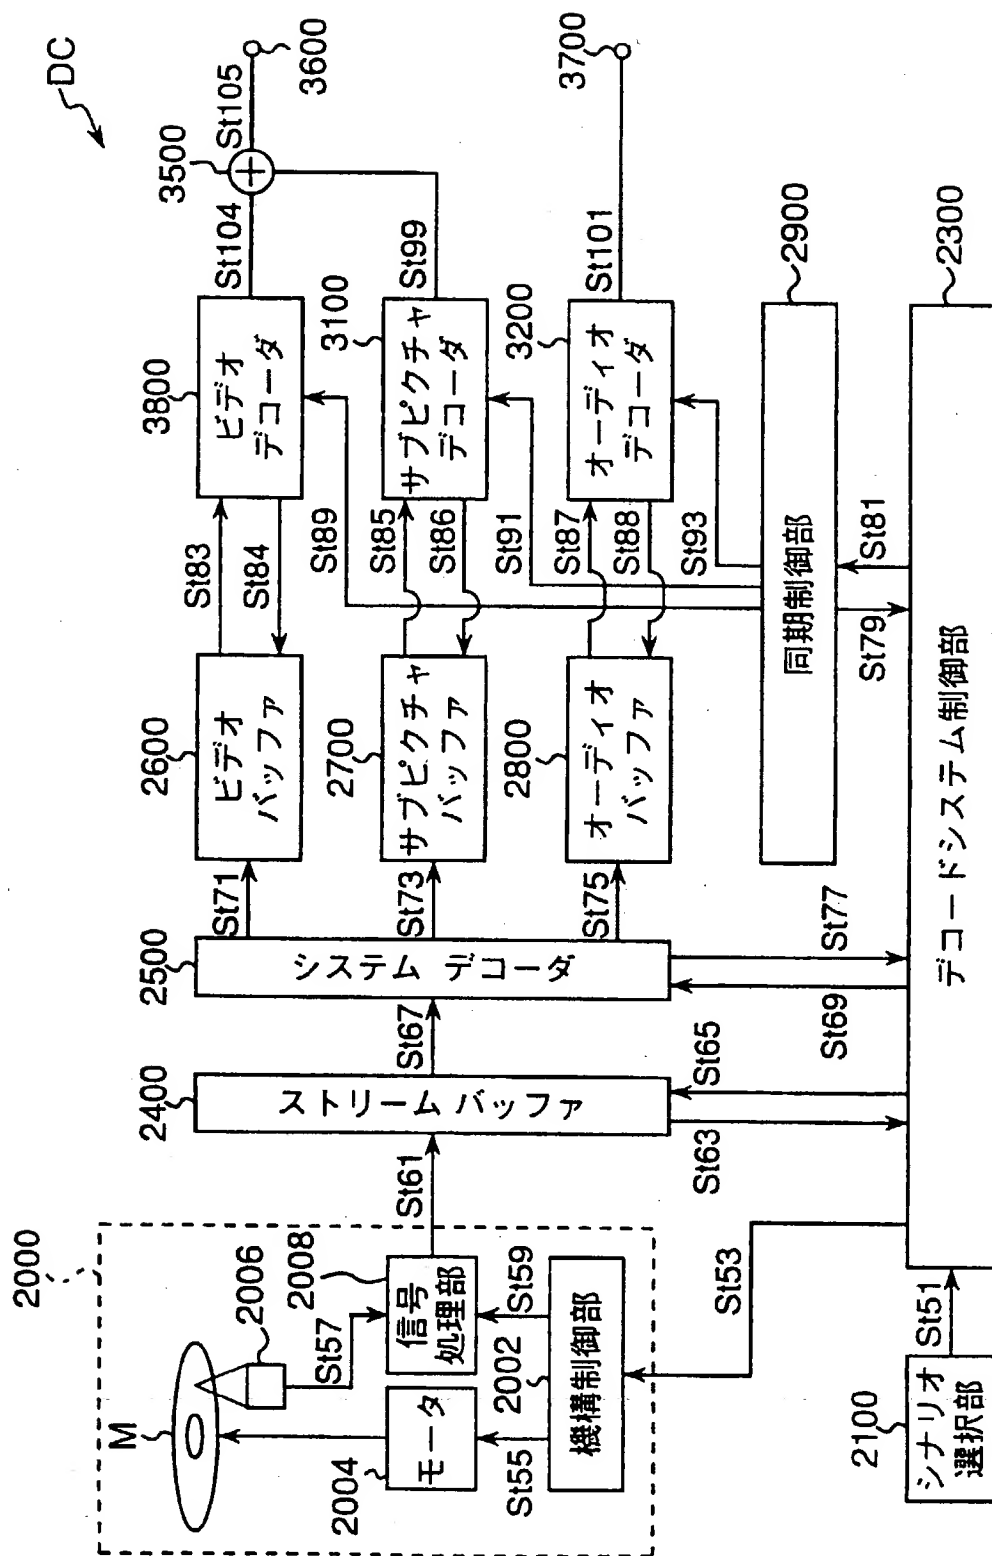 DC
2000
M
2006
2008
St57
信号
処理部
2004
モータ
St55
2002
St59
機構制御部
St53
2100
シナリオ
選択部
St51
St61
2400
ストリーム バッファ
St63
St65
St67
2500
システム デコーダ
St69
St77
St71
St73
St75
2600
ビデオ
バッファ
2700
サブピクチャ
バッファ
2800
オーディオ
バッファ
St83
St84
St89
St85
St86
St91
St87
St88
St93
3800
ビデオ
デコーダ
3100
サブピクチャ
デコーダ
3200
オーディオ
デコーダ
St104
3500
St105
3600
St99
St101
3700
2900
同期制御部
St79
St81
2300
デコードシステム制御部